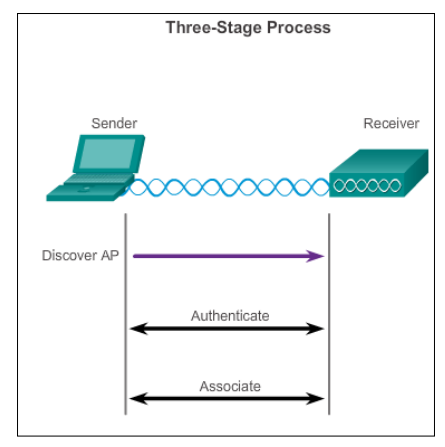 Three-Stage Process
Sender
Receiver
Discover AP
Authenticate
Associate